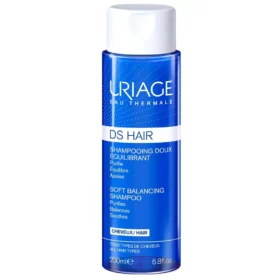 URIAGE
EAU THERMALE
DS HAIR
SHAMPOOING DOUX
ÉQUILIBRANT
Purifie
Équilibre
Apaise
SOFT BALANCING
SHAMPOO
Purifies
Balances
Soothes
CHEVEUX/HAIR
TOUS TYPES DE CHEVEUX
ALL HAIR TYPES
200ml e 6.8fl.oz